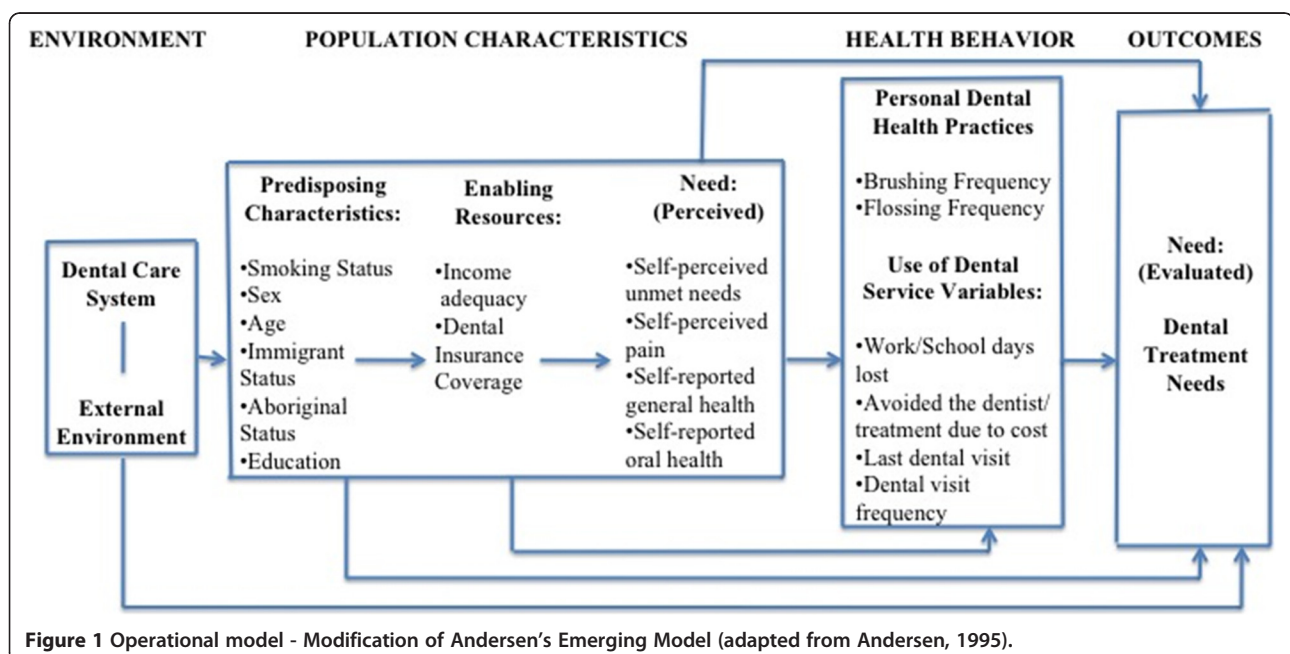 ENVIRONMENT
POPULATION CHARACTERISTICS
HEALTH BEHAVIOR
OUTCOMES
Dental Care
System
External
Environment
Predisposing
Characteristics:
•Smoking Status
•Sex
•Age
•Immigrant
Status
•Aboriginal
Status
•Education
Enabling
Resources:
•Income
adequacy
•Dental
Insurance
Coverage
Need:
(Perceived)
•Self-perceived
unmet needs
•Self-perceived
pain
•Self-reported
general health
•Self-reported
oral health
Personal Dental
Health Practices
•Brushing Frequency
•Flossing Frequency
Use of Dental
Service Variables:
•Work/School days
lost
•Avoided the dentist/
treatment due to cost
•Last dental visit
•Dental visit
frequency
Need:
(Evaluated)
Dental
Treatment
Needs
Figure 1 Operational model - Modification of Andersen's Emerging Model (adapted from Andersen, 1995).